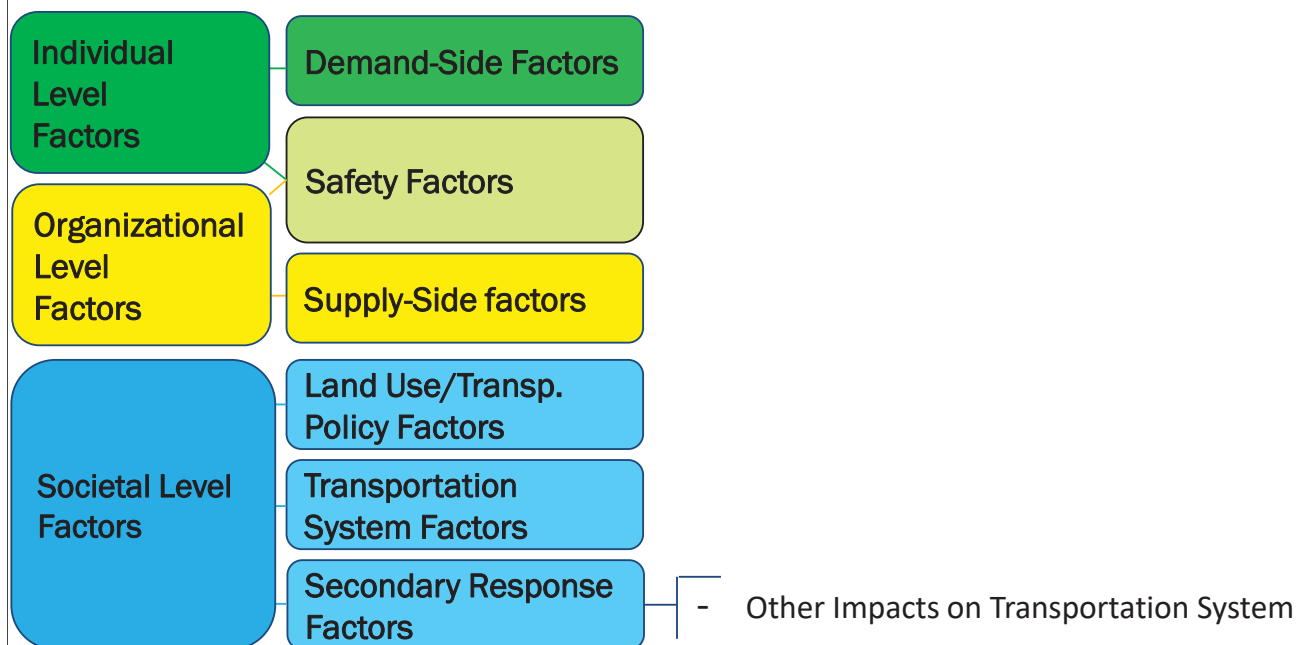 Individual
Level
Factors
Demand-Side Factors
Safety Factors
Organizational
Level
Factors
Supply-Side factors
Societal Level
Factors
Land Use/Transp.
Policy Factors
Transportation
System Factors
Secondary Response
Factors
- Other Impacts on Transportation System